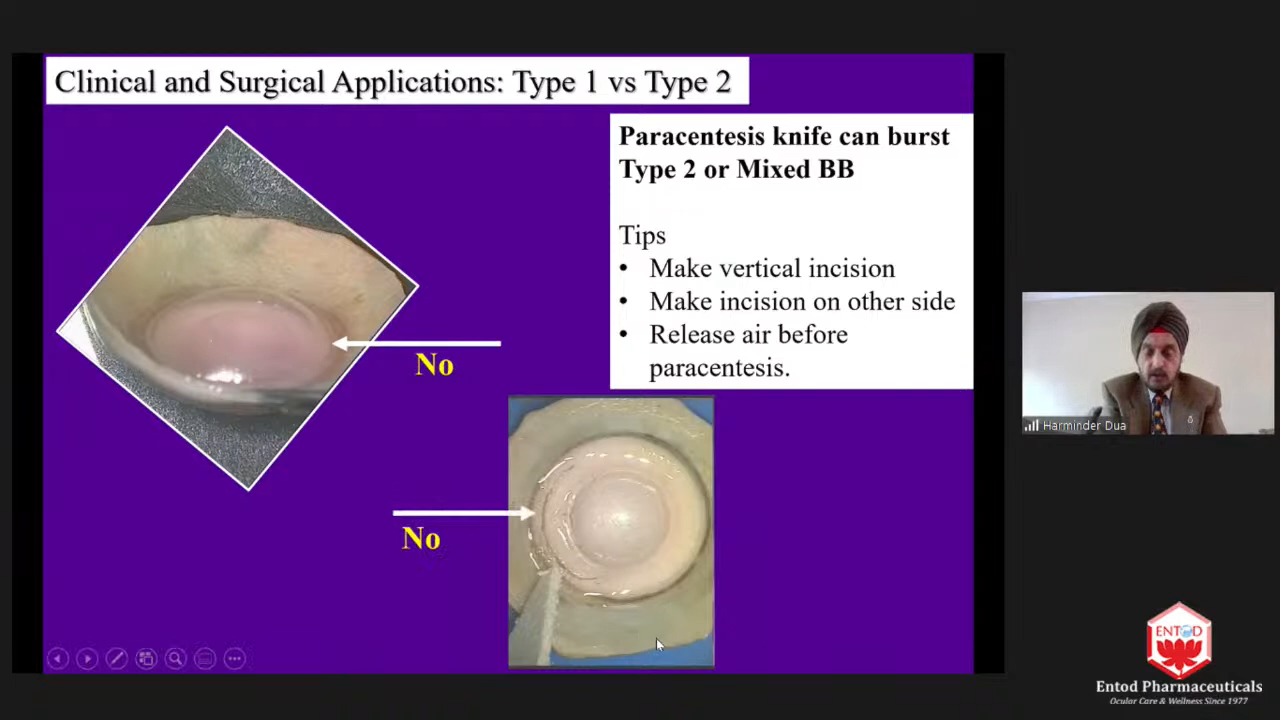 Clinical and Surgical Applications: Type 1 vs Type 2
Paracentesis knife can burst
Type 2 or Mixed BB
Tips
• Make vertical incision
• Make incision on other side
• Release air before
paracentesis.
No
No
Harminder Dua
ENTOD
Entod Pharmaceuticals
Ocular Care & Wellness Since 1977